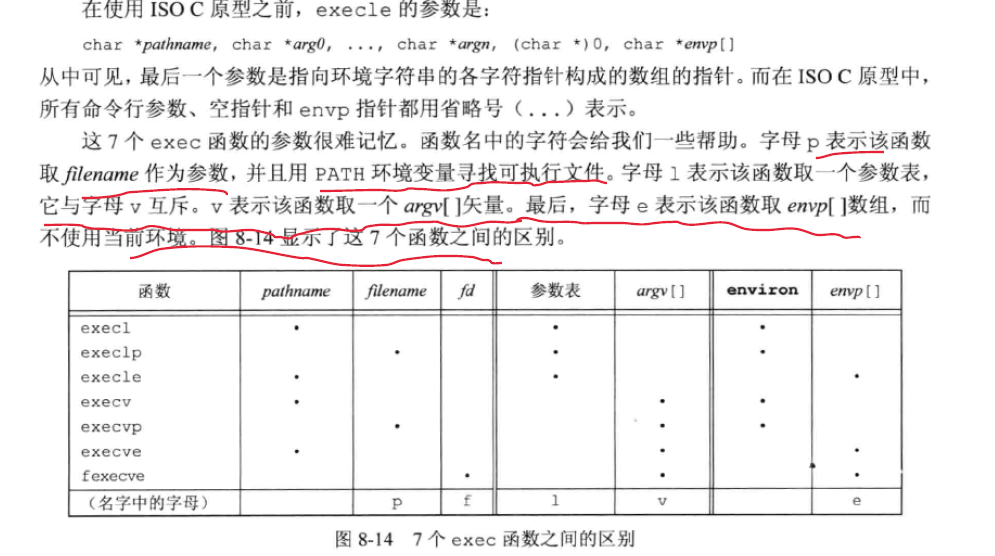 在使用 ISO C 原型之前，execle 的参数是：
char *pathname, char *arg0, ..., char *argn, (char *)0, char *envp[]
从中可见，最后一个参数是指向环境字符串的各字符指针构成的数组的指针。而在 ISO C 原型中，
所有命令行参数、空指针和 envp 指针都用省略号（...）表示。
这 7 个 exec 函数的参数很难记忆。函数名中的字符会给我们一些帮助。字母 p 表示该函数
取 filename 作为参数，并且用 PATH 环境变量寻找可执行文件。字母 l 表示该函数取一个参数表，
它与字母 v 互斥。v 表示该函数取一个 argv[ ]矢量。最后，字母 e 表示该函数取 envp[ ]数组，而
不使用当前环境。图 8-14 显示了这 7 个函数之间的区别。
函数 pathname filename fd 参数表 argv[] environ envp[]
execl • • •
execlp • • •
execle • • •
execv • • •
execvp • • •
execve • • •
fexecve • • •
（名字中的字母） p f l v e
图 8-14 7 个 exec 函数之间的区别